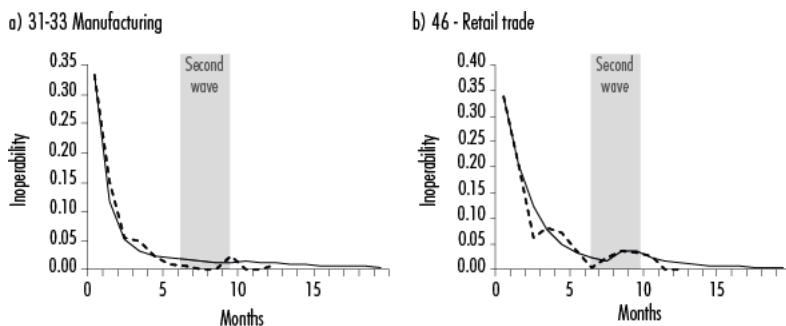 a) 31-33 Manufacturing
Inoperability
0.35
0.30
0.25
0.20
0.15
0.10
0.05
0.00
Second
wave
0
5
10
15
Months
b) 46 - Retail trade
Inoperability
0.40
0.35
0.30
0.25
0.20
0.15
0.10
0.05
0.00
Second
wave
0
5
10
15
Months